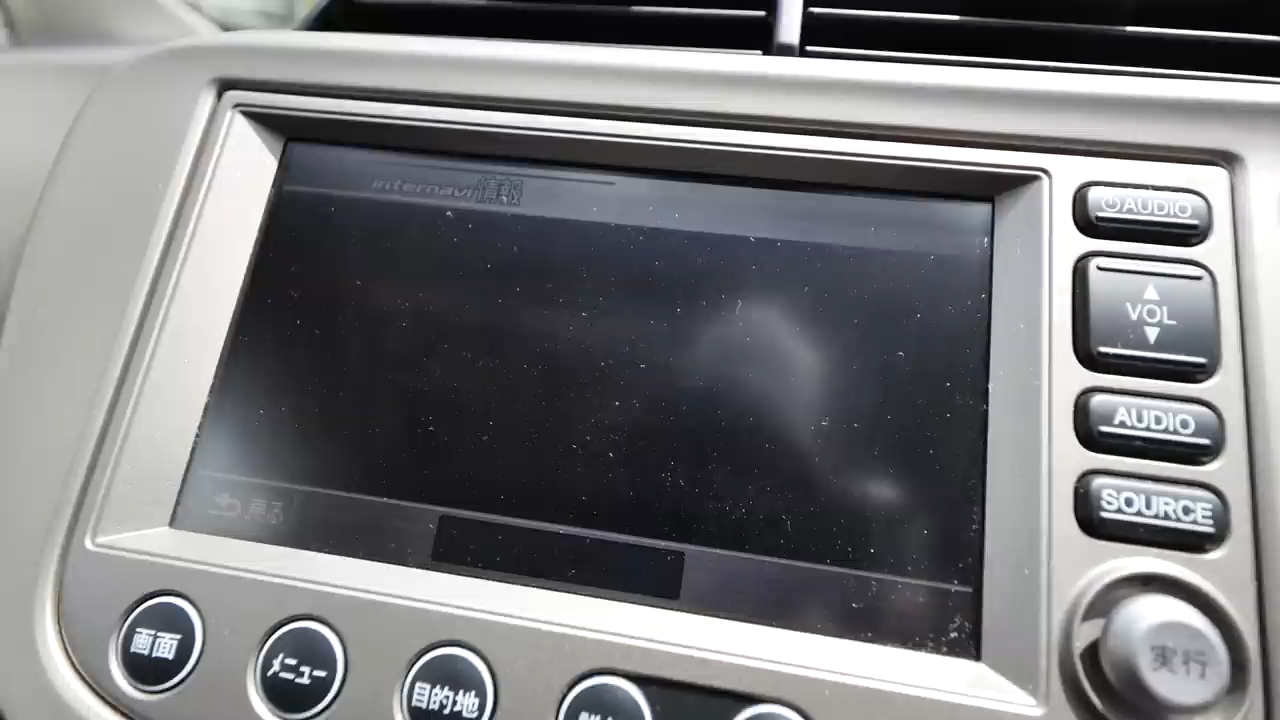 internavi情報
AUDIO
▲
VOL
▼
AUDIO
SOURCE
戻る
画面
メニュー
目的地
実行